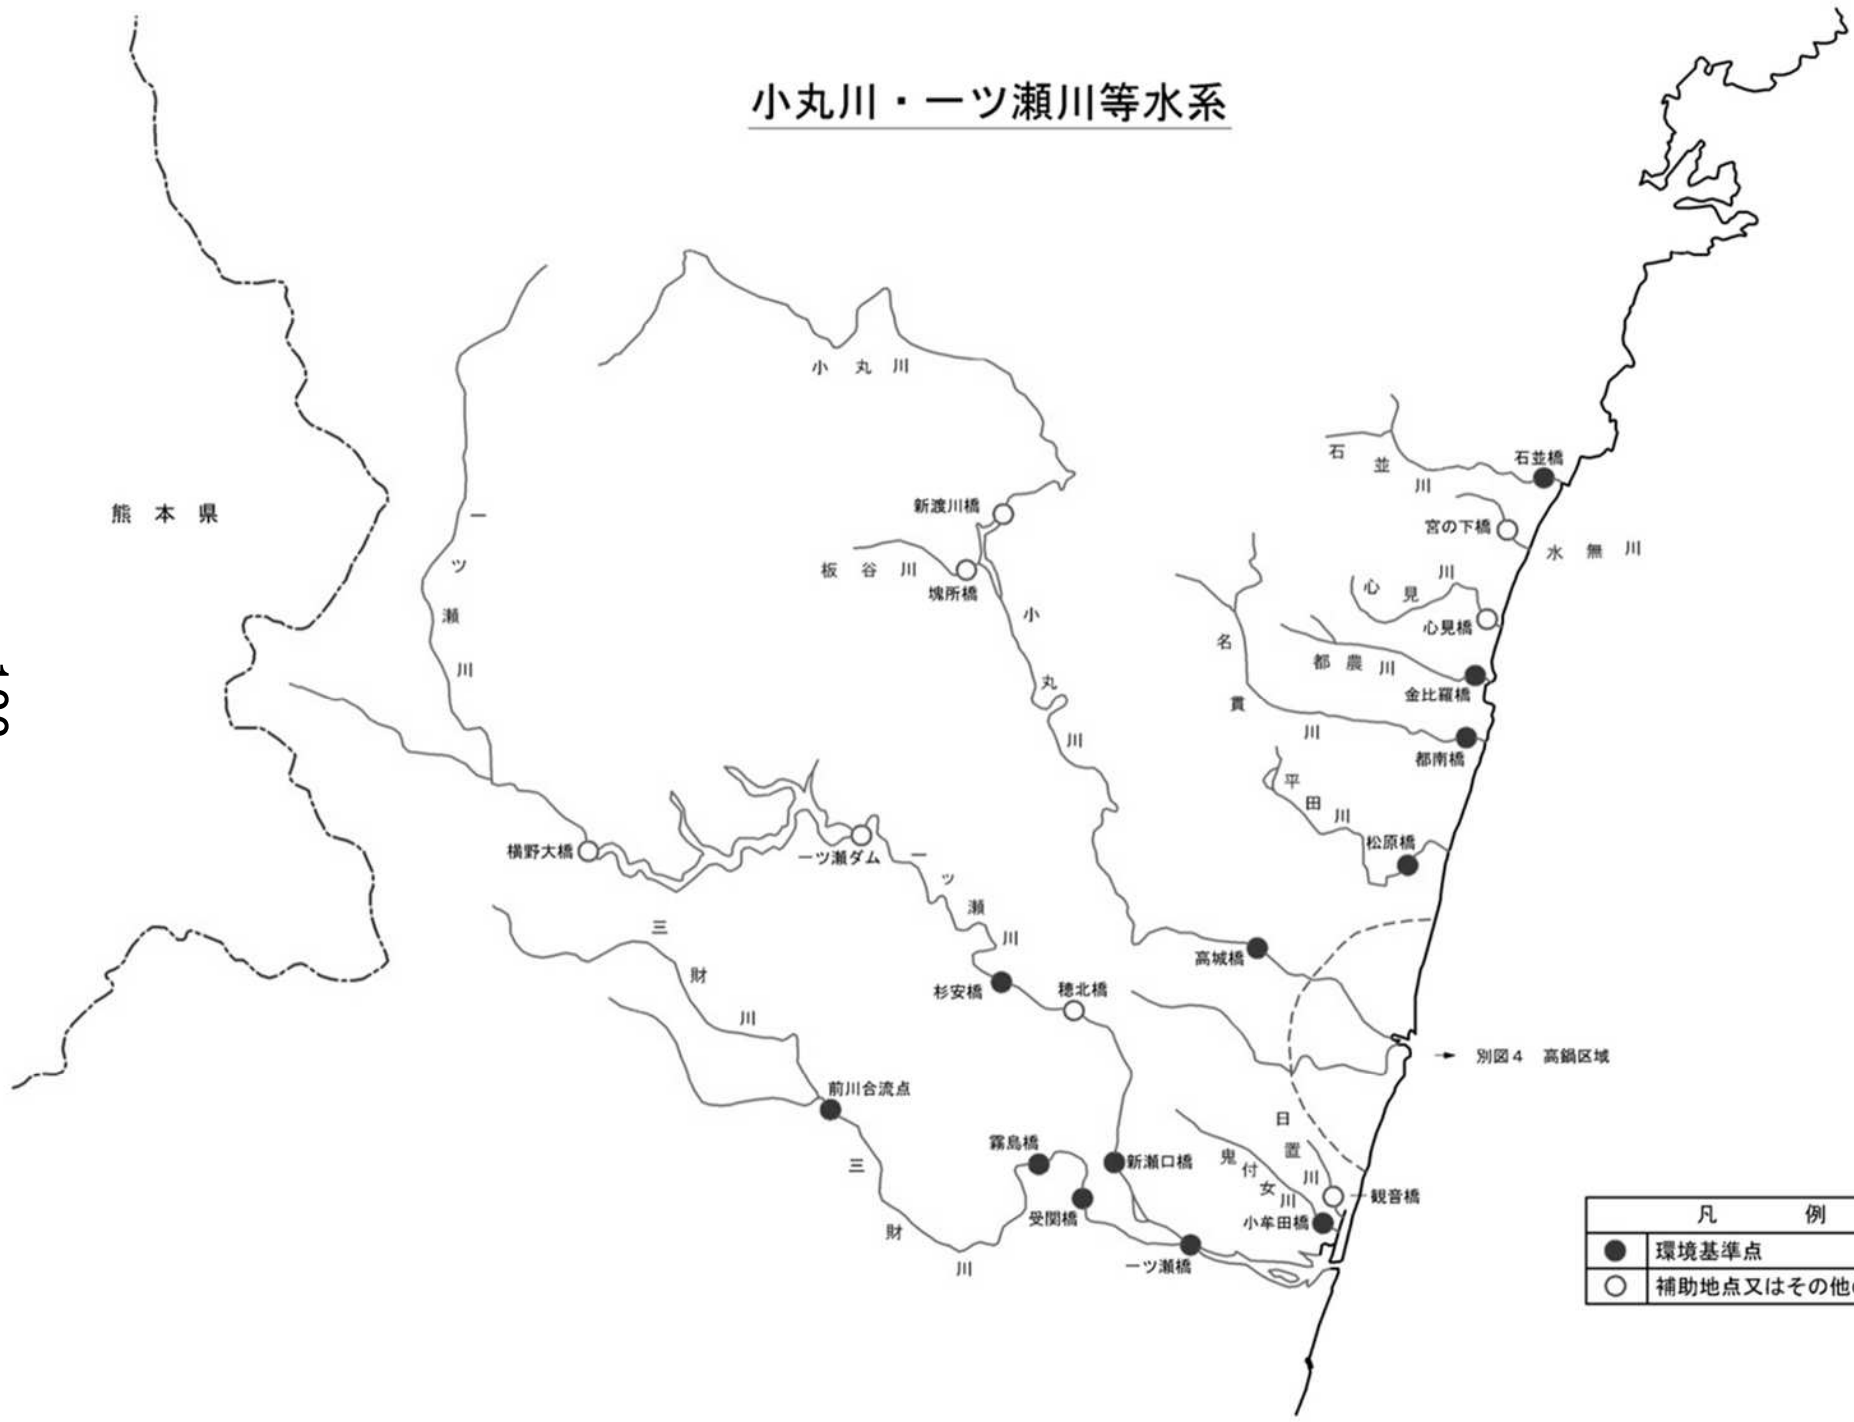 小丸川・一ツ瀬川等水系
小丸川
石並川
石並橋
熊本県
新渡川橋
宮の下橋
水無川
一ツ瀬川
板谷川
塊所橋
心見川
心見橋
小丸川
名貫川
都農川
金比羅橋
都南橋
平田川
松原橋
横野大橋
一ツ瀬ダム
一ツ瀬川
三財川
高城橋
杉安橋
穂北橋
別図4 高鍋区域
前川合流点
日置川
霧島橋
新瀬口橋
鬼付女川
観音橋
三財川
受関橋
小牟田橋
一ツ瀬橋
凡例
環境基準点
補助地点又はその他